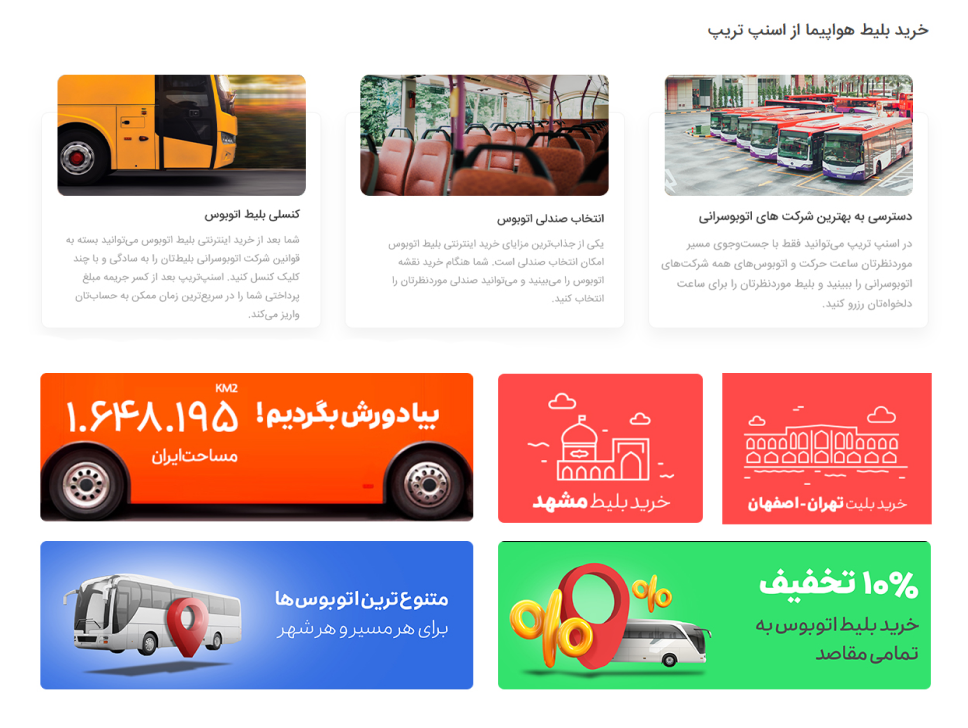 خرید بلیط هواپیما از اسنپ تریپ
دسترسی به بهترین شرکت های اتوبوسرانی
در اسنپ تریپ می‌توانید فقط با جست‌وجوی مسیر
موردنظرتان ساعت حرکت و اتوبوس‌های همه شرکت‌های
اتوبوسرانی را ببینید و بلیط موردنظرتان را برای ساعت
دلخواه‌تان رزرو کنید.
انتخاب صندلی اتوبوس
یکی از جذاب‌ترین مزایای خرید اینترنتی بلیط اتوبوس
امکان انتخاب صندلی است. شما هنگام خرید نقشه
اتوبوس را می‌بینید و می‌توانید صندلی موردنظرتان را
انتخاب کنید.
کنسلی بلیط اتوبوس
شما بعد از خرید اینترنتی بلیط اتوبوس می‌توانید بسته به
قوانین شرکت اتوبوسرانی بلیط‌تان را به سادگی و با چند
کلیک کنسل کنید. اسنپ‌تریپ بعد از کسر جریمه مبلغ
پرداختی شما را در سریع‌ترین زمان ممکن به حساب‌تان
واریز می‌کند.
خرید بلیت تهران-اصفهان
خرید بلیط مشهد
بیا دورش بگردیم!
KM2
۱.۶۴۸.۱۹۵
مساحت ایران
۱۰% تخفیف
خرید بلیط اتوبوس به
تمامی مقاصد
متنوع ترین اتوبوس ها
برای هر مسیر و هر شهر